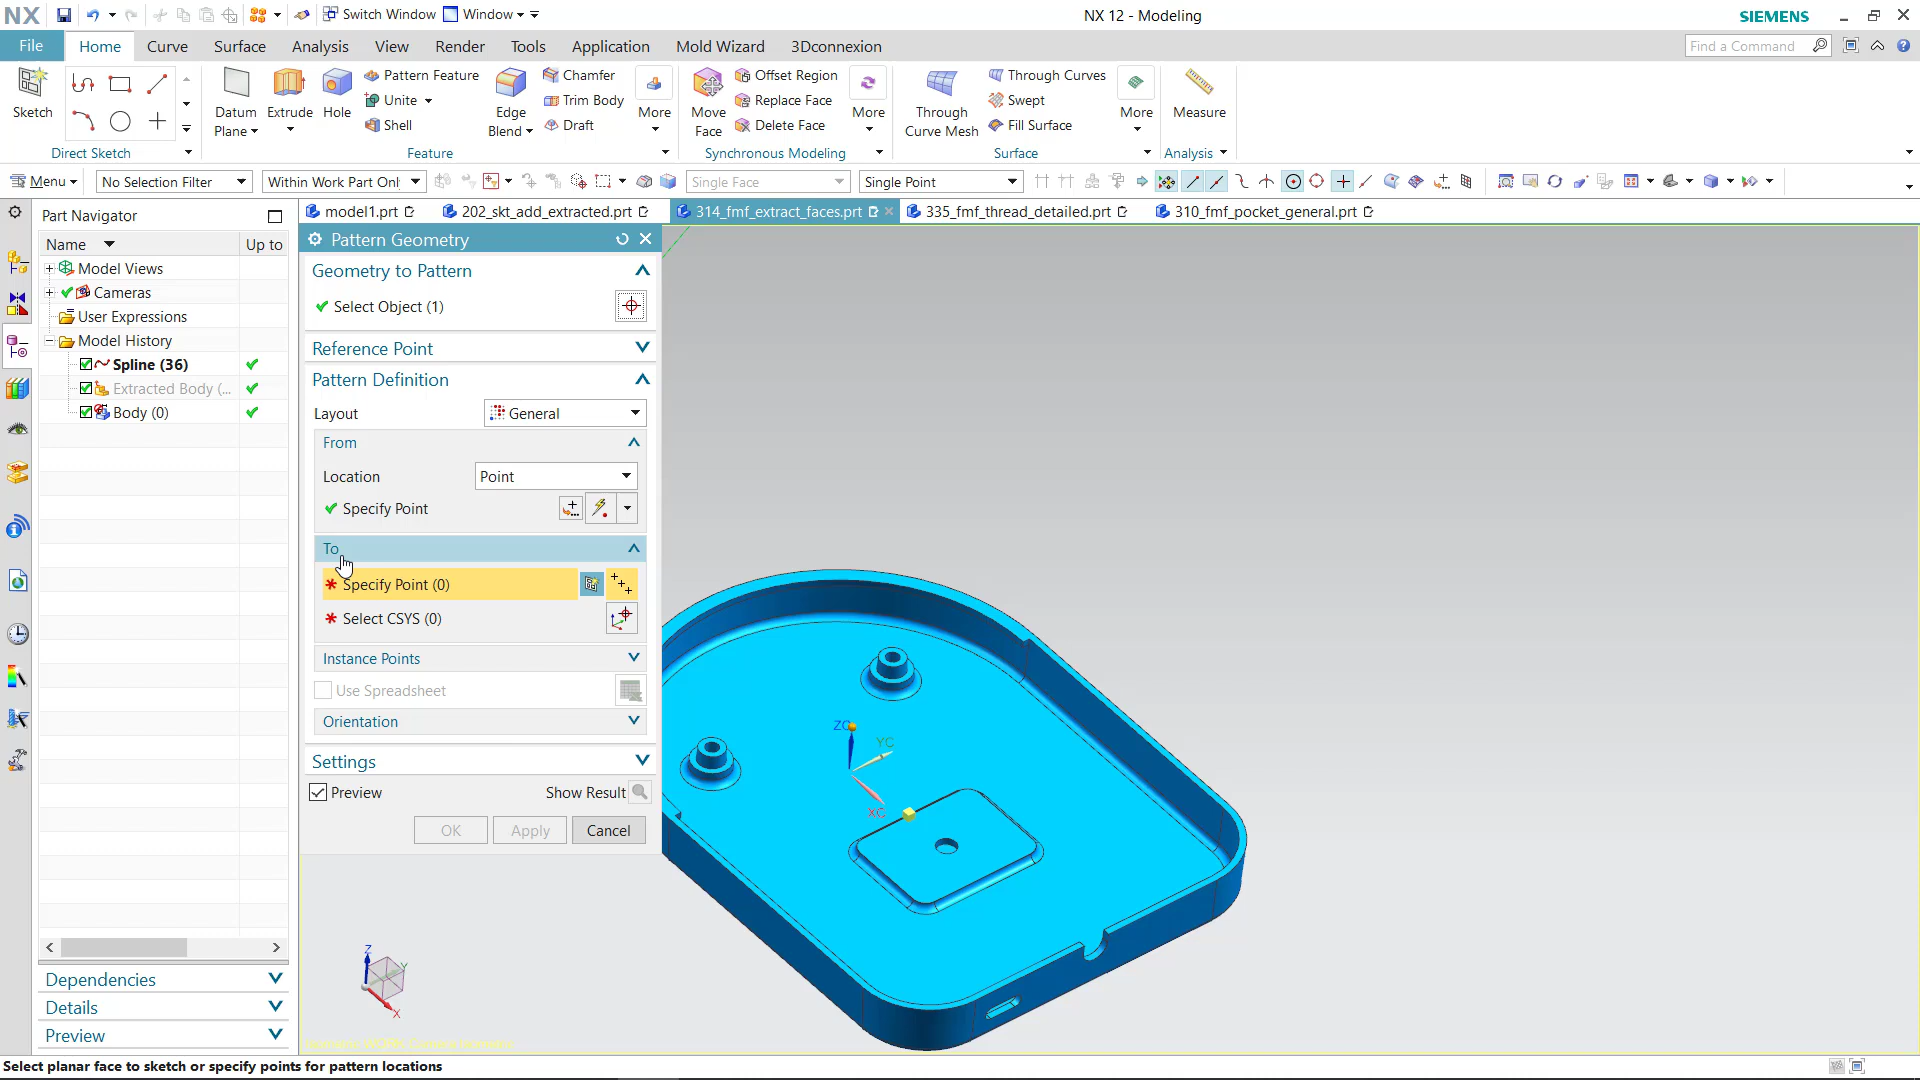 NX Switch Window Window NX 12 - Modeling SIEMENS
File Home Curve Surface Analysis View Render Tools Application Mold Wizard 3Dconnexion Find a Command
Sketch
Direct Sketch
Datum
Plane
Extrude
Hole
Pattern Feature
Unite
Shell
Edge
Blend
Chamfer
Trim Body
Draft
More
Feature
Move
Face
Offset Region
Replace Face
Delete Face
More
Synchronous Modeling
Through
Curve Mesh
Through Curves
Swept
Fill Surface
More
Surface
Measure
Analysis
Menu No Selection Filter Within Work Part Only Single Face Single Point
Part Navigator
Name Up to
Model Views
Cameras
User Expressions
Model History
Spline (36)
Extracted Body (...
Body (0)
Dependencies
Details
Preview
model1.prt 202_skt_add_extracted.prt 314_fmf_extract_faces.prt 335_fmf_thread_detailed.prt 310_fmf_pocket_general.prt
Pattern Geometry
Geometry to Pattern
Select Object (1)
Reference Point
Pattern Definition
Layout General
From
Location Point
Specify Point
To
Specify Point (0)
Select CSYS (0)
Instance Points
Use Spreadsheet
Orientation
Settings
Preview Show Result
OK Apply Cancel
ZC
YC
XC
Z
Y
X
Select planar face to sketch or specify points for pattern locations